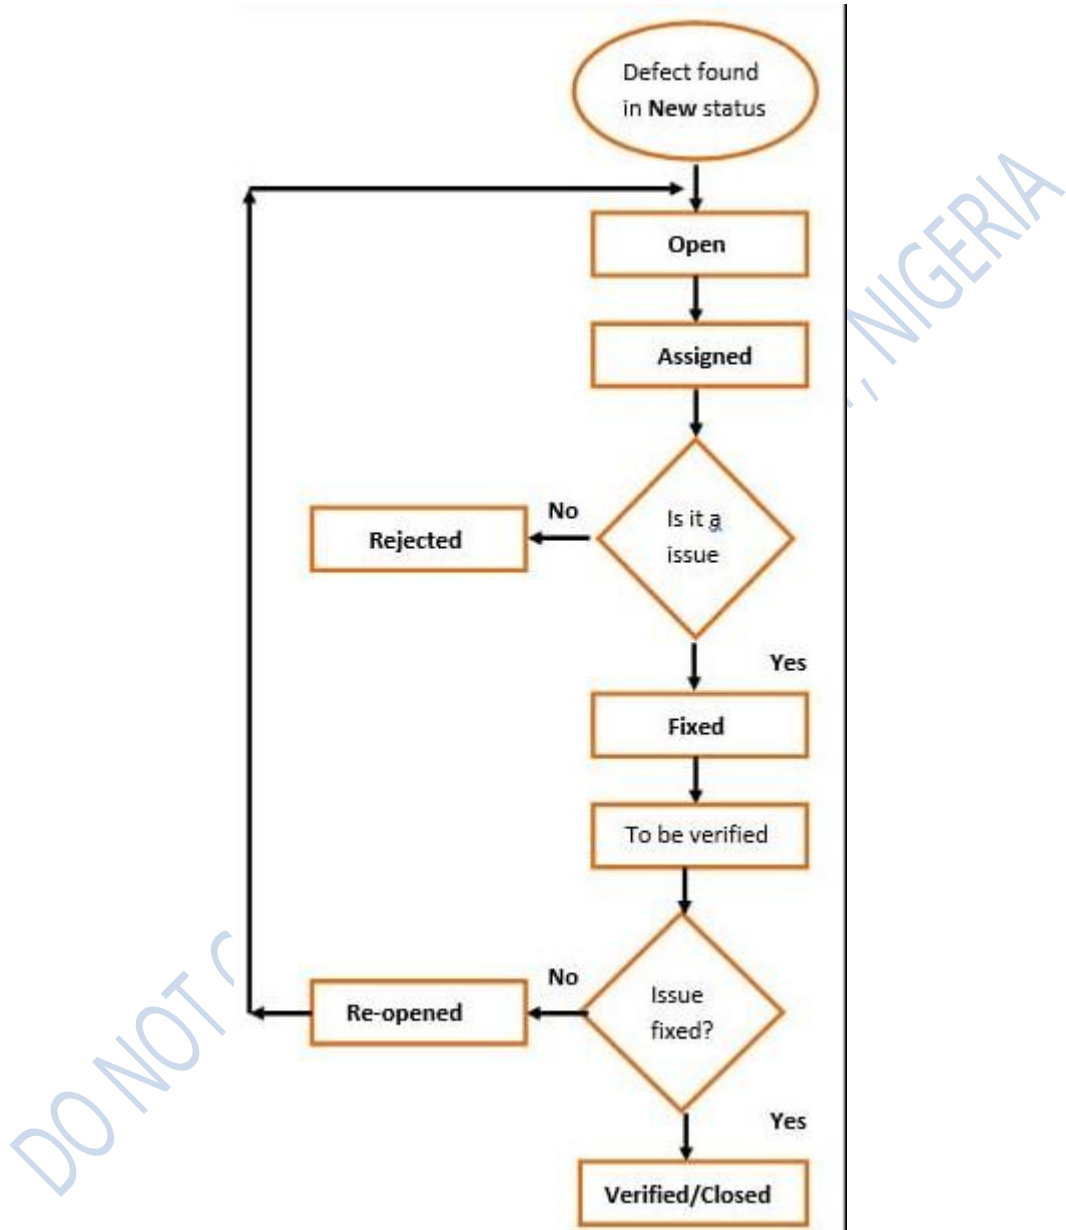 Defect found
in New status
Open
Assigned
Is it a
issue
No
Rejected
Yes
Fixed
To be verified
Issue
fixed?
No
Re-opened
Yes
Verified/Closed
DO NOT
, NIGERIA